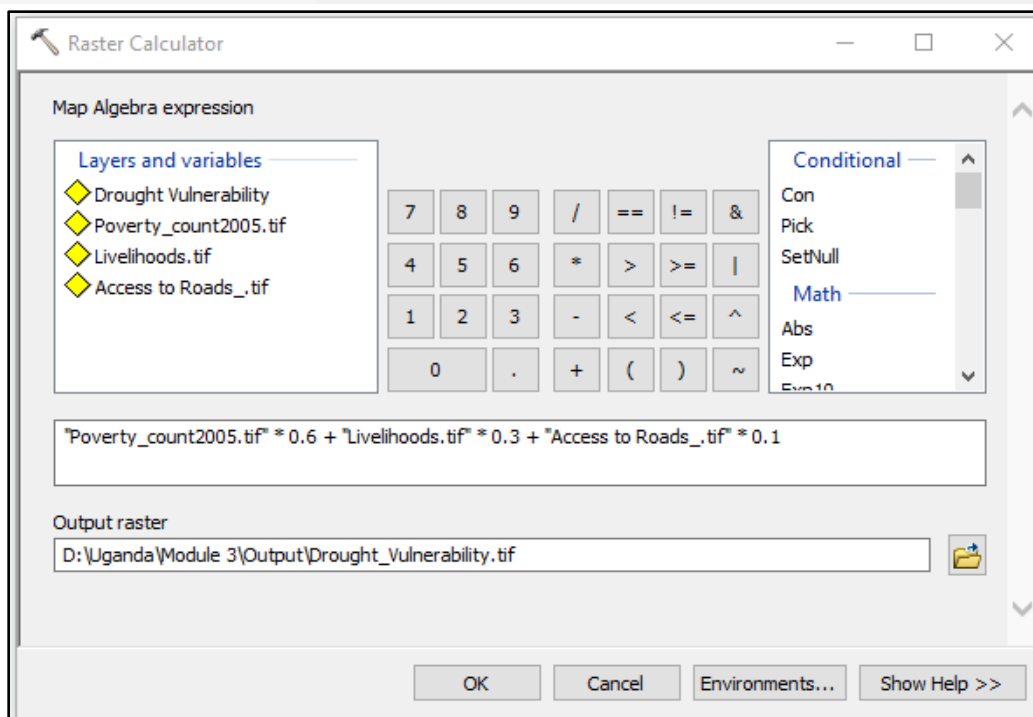 Raster Calculator
Map Algebra expression
Layers and variables
Drought Vulnerability
Poverty_count2005.tif
Livelihoods.tif
Access to Roads_.tif
7 8 9 / == != &
4 5 6 * > >= |
1 2 3 - < <= ^
0 . + ( ) ~
Conditional
Con
Pick
SetNull
Math
Abs
Exp
Exp10
"Poverty_count2005.tif" * 0.6 + "Livelihoods.tif" * 0.3 + "Access to Roads_.tif" * 0.1
Output raster
D:\Uganda\Module 3\Output\Drought_Vulnerability.tif
OK Cancel Environments... Show Help >>